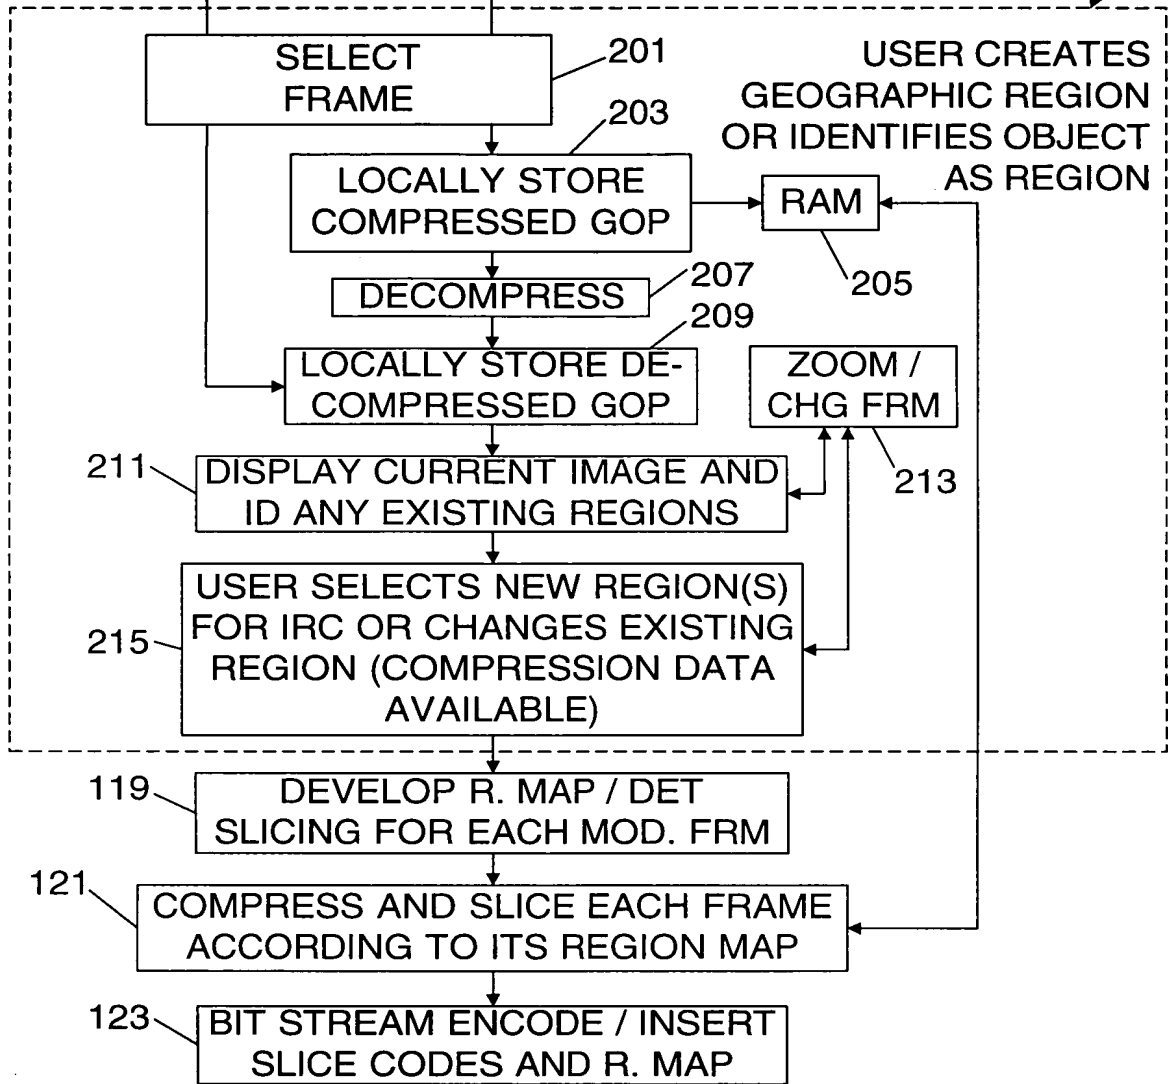 SELECT
FRAME
201
USER CREATES
GEOGRAPHIC REGION
OR IDENTIFIES OBJECT
AS REGION
203
LOCALLY STORE
COMPRESSED GOP
RAM
205
207
DECOMPRESS
209
LOCALLY STORE DE-
COMPRESSED GOP
ZOOM /
CHG FRM
213
211
DISPLAY CURRENT IMAGE AND
ID ANY EXISTING REGIONS
215
USER SELECTS NEW REGION(S)
FOR IRC OR CHANGES EXISTING
REGION (COMPRESSION DATA
AVAILABLE)
119
DEVELOP R. MAP / DET
SLICING FOR EACH MOD. FRM
121
COMPRESS AND SLICE EACH FRAME
ACCORDING TO ITS REGION MAP
123
BIT STREAM ENCODE / INSERT
SLICE CODES AND R. MAP